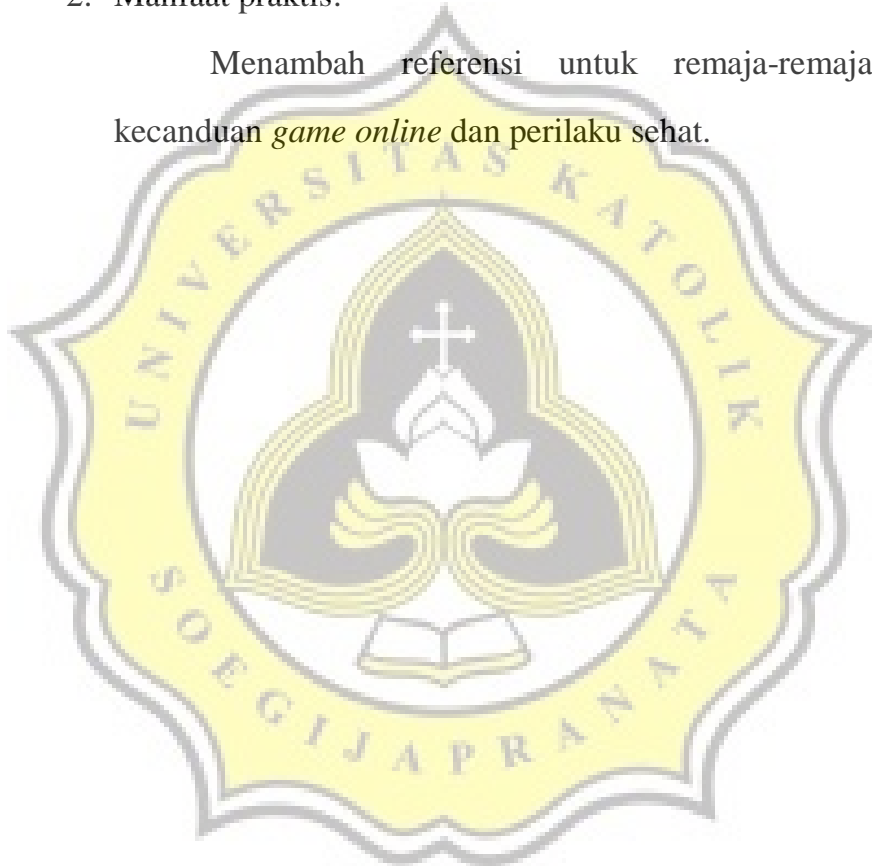 2. Manfaat praktis:
Menambah referensi untuk remaja-remaja
kecanduan game online dan perilaku sehat.
UNIVERSITAS KATOLIK
SOEGIJAPRANATA